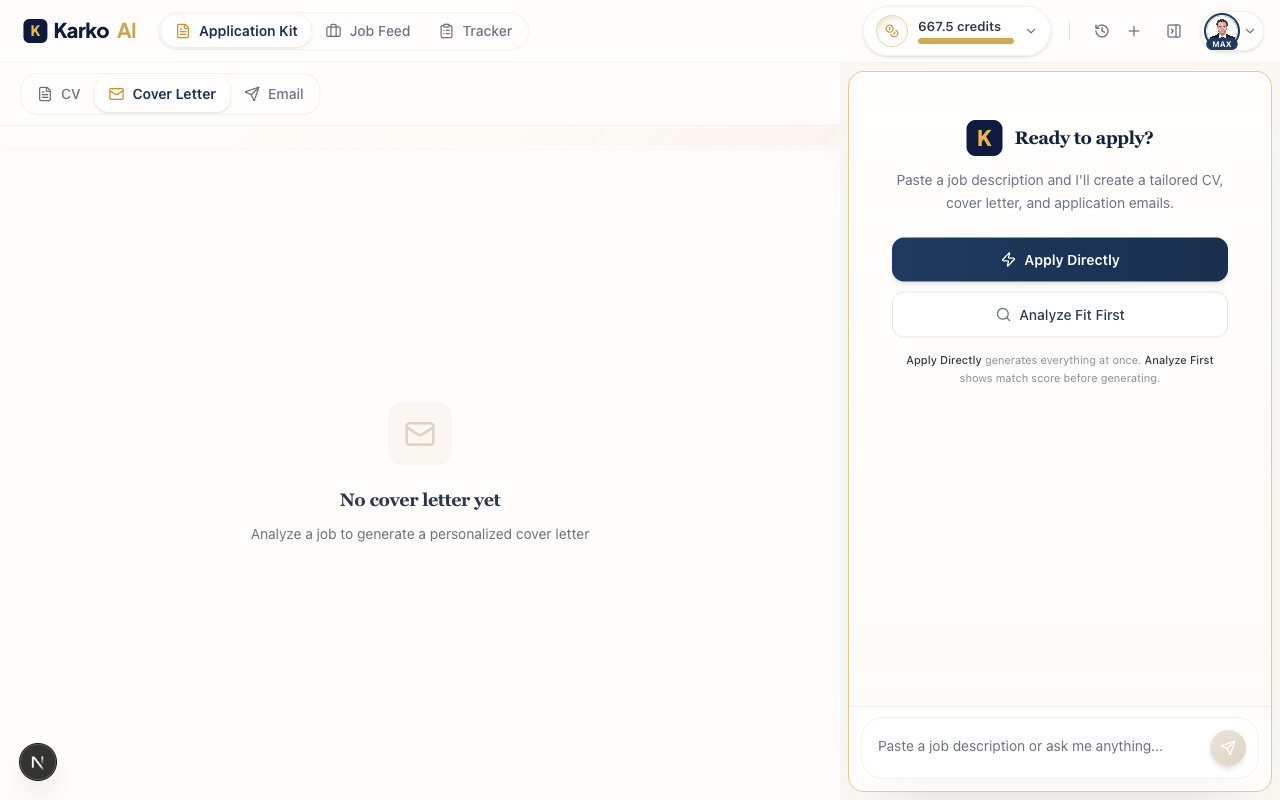 K Karko AI
Application Kit
Job Feed
Tracker
667.5 credits
MAX
CV
Cover Letter
Email
No cover letter yet
Analyze a job to generate a personalized cover letter
N
K Ready to apply?
Paste a job description and I'll create a tailored CV,
cover letter, and application emails.
Apply Directly
Analyze Fit First
Apply Directly generates everything at once. Analyze First
shows match score before generating.
Paste a job description or ask me anything...